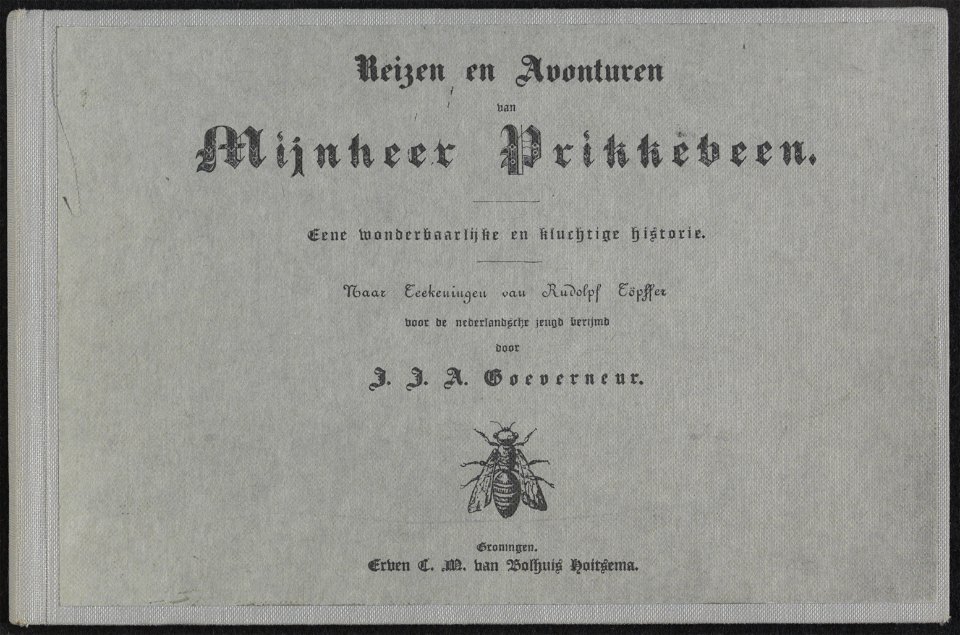 Reizen en Avonturen
van
Mijnheer Prikkebeen.
Eene wonderbaarlijke en kluchtige historie.
Naar Teekeningen van Rudolph Töpffer
voor de nederlandsche jeugd berijmd
door
J. J. A. Goeverneur.
Groningen.
Erven C. M. van Bolhuis Hoitsema.